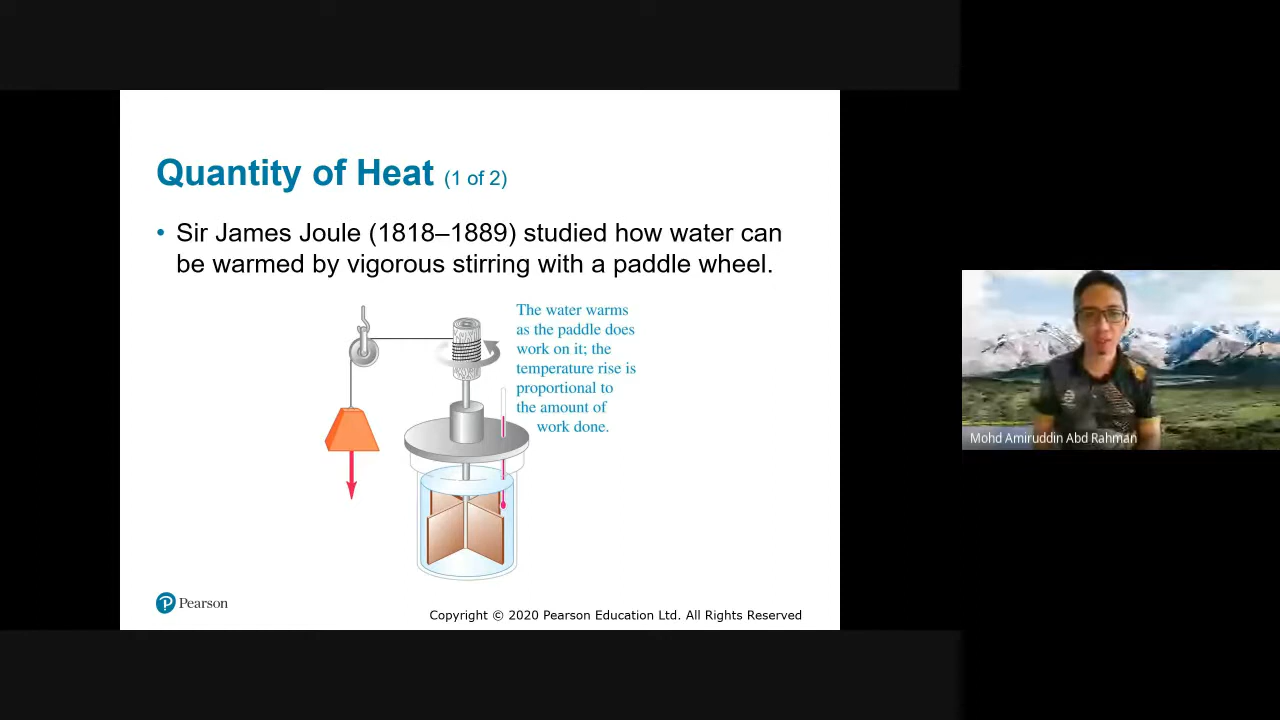 Quantity of Heat (1 of 2)
• Sir James Joule (1818–1889) studied how water can
be warmed by vigorous stirring with a paddle wheel.
The water warms
as the paddle does
work on it; the
temperature rise is
proportional to
the amount of
work done.
Pearson
Copyright © 2020 Pearson Education Ltd. All Rights Reserved
Mohd Amiruddin Abd Rahman